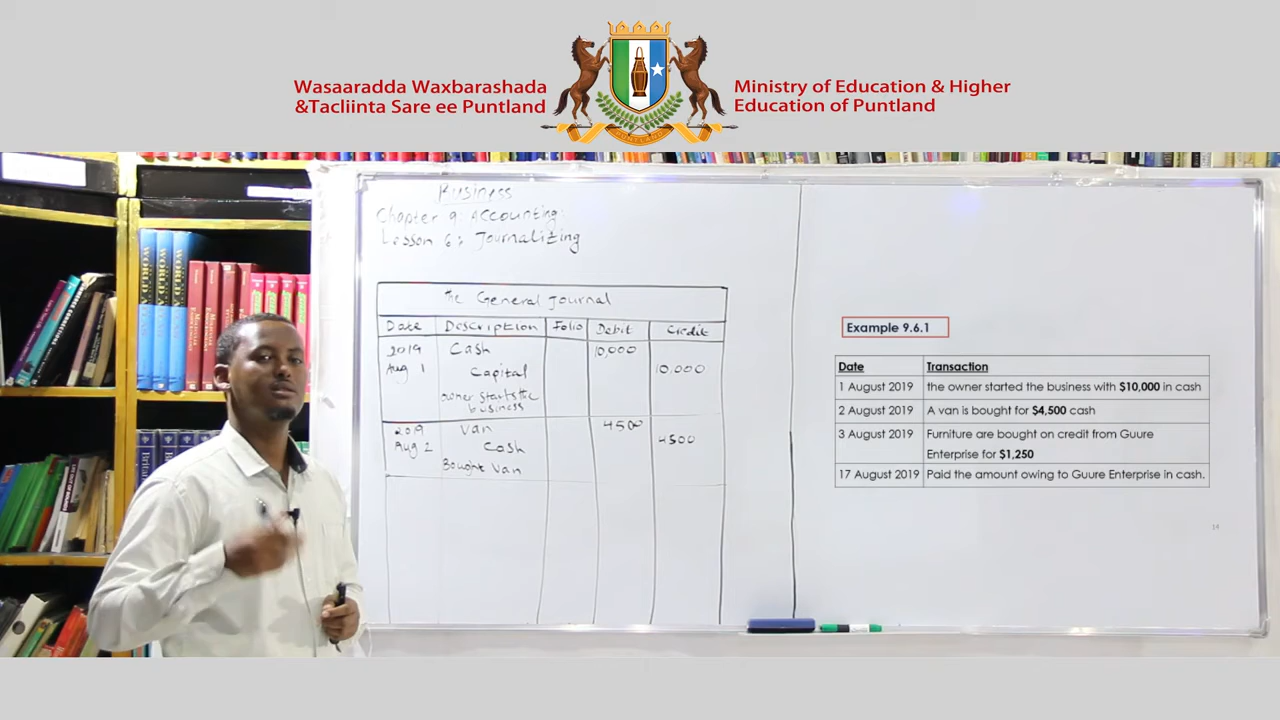 Wasaaradda Waxbarashada
&Tacliinta Sare ee Puntland
Ministry of Education & Higher
Education of Puntland
PUNTLAND
Business
Chapter 9: Accounting:
Lesson 6: Journalizing
The General Journal
Date Description Folio Debit Credit
2019 Cash 10,000
Aug 1 Capital 10,000
owner starts the
business
2019 Van 4500
Aug 2 Cash 4500
Bought Van
Example 9.6.1
Date Transaction
1 August 2019 the owner started the business with $10,000 in cash
2 August 2019 A van is bought for $4,500 cash
3 August 2019 Furniture are bought on credit from Guure
Enterprise for $1,250
17 August 2019 Paid the amount owing to Guure Enterprise in cash.
14